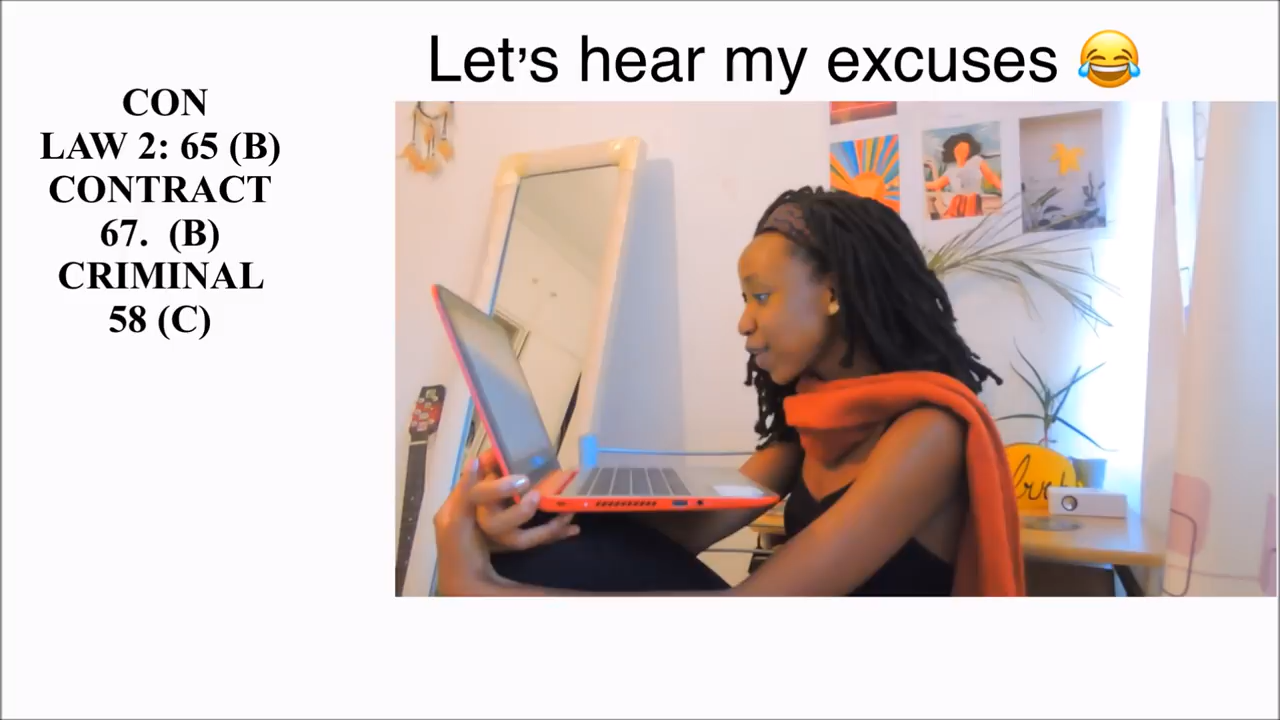 Let's hear my excuses 😂
CON
LAW 2: 65 (B)
CONTRACT
67.  (B)
CRIMINAL
58 (C)